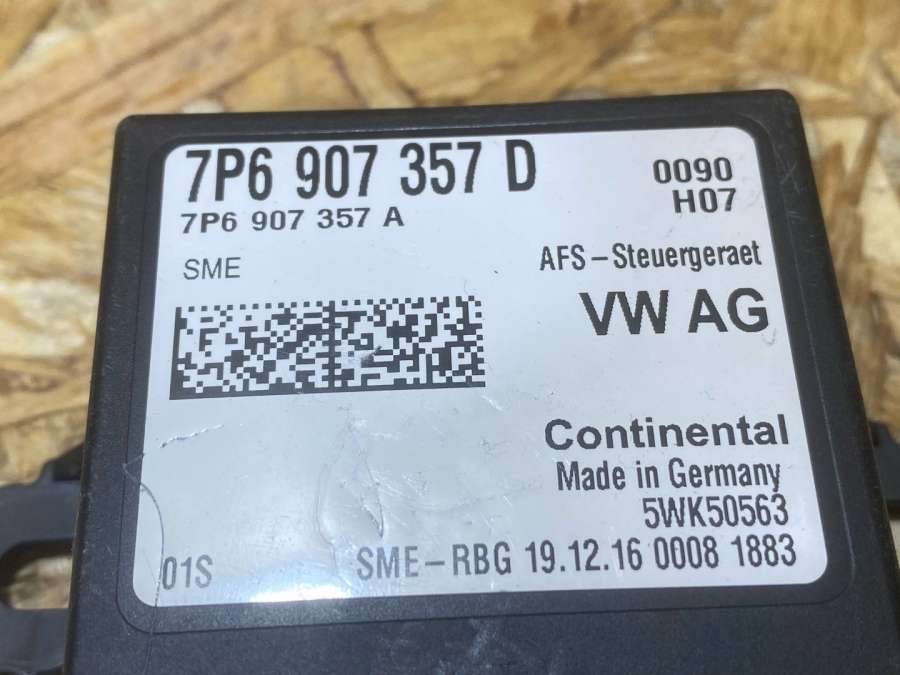 7P6 907 357 D
7P6 907 357 A
SME
0090
H07
AFS-Steuergeraet
VW AG
Continental
Made in Germany
5WK50563
01S
SME-RBG 19.12.16 0008 1883